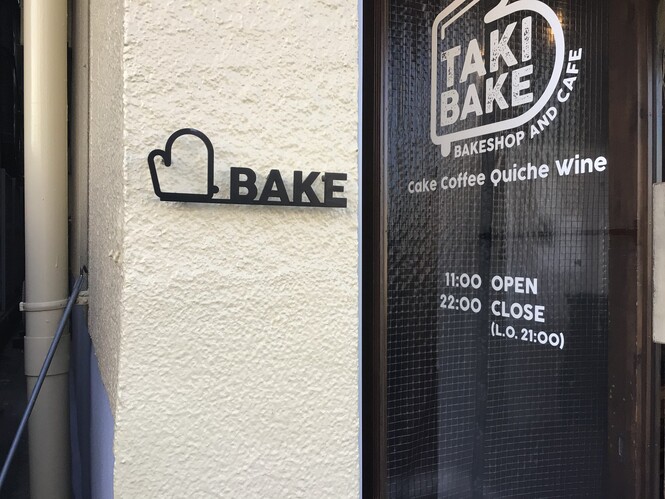 BAKE
TAKI
BAKE
BAKESHOP AND CAFE
Cake Coffee Quiche Wine
11:00 OPEN
22:00 CLOSE
(L.O. 21:00)